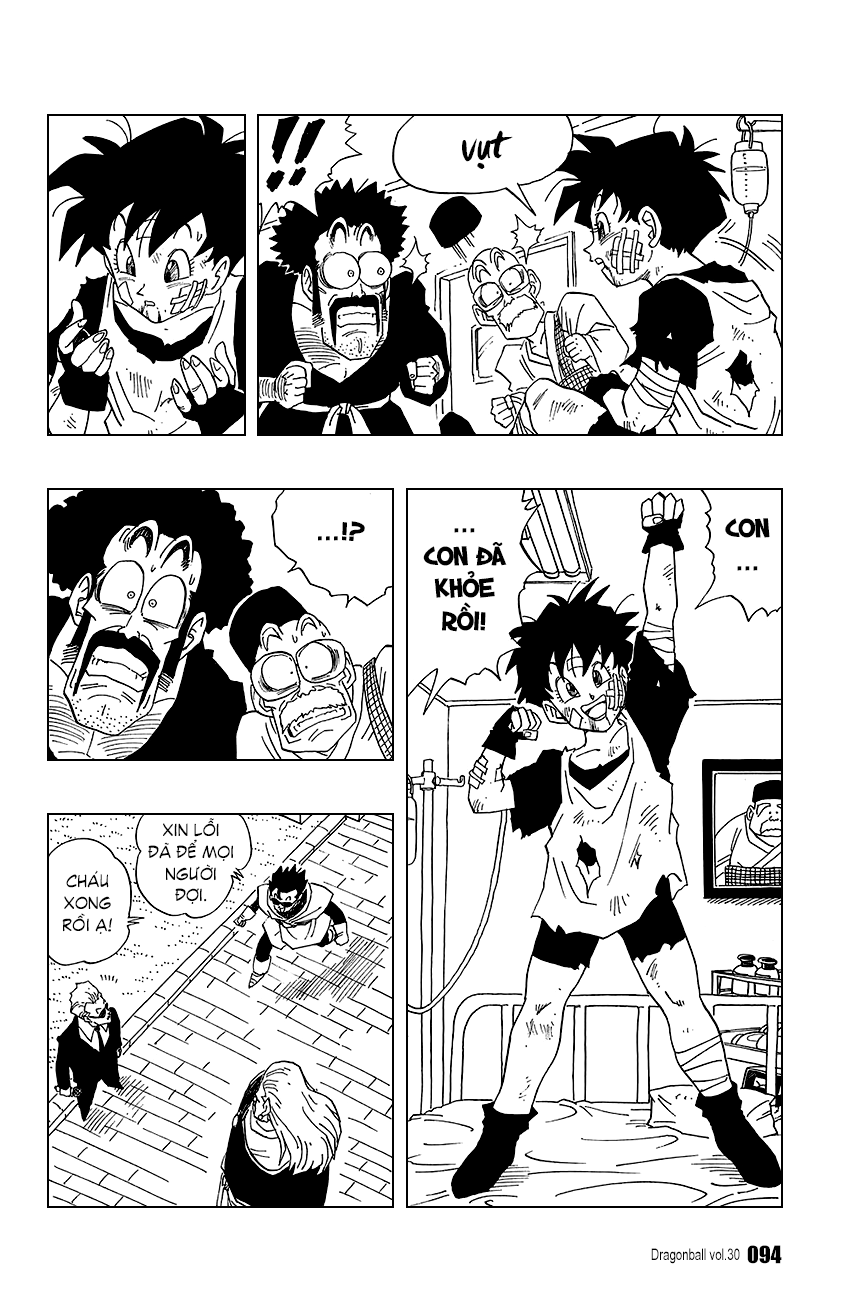 !!
vụt
CON
...
...
CON ĐÃ
KHỎE
RỒI!
...!?
XIN LỖI
ĐÃ ĐỂ MỌI
NGƯỜI
ĐỢI.
CHÁU
XONG
RỒI Ạ!
Dragonball vol.30 094